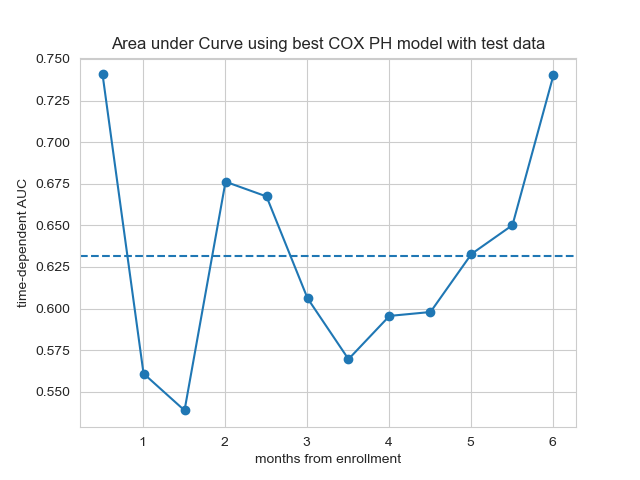 Area under Curve using best COX PH model with test data
time-dependent AUC
0.750
0.725
0.700
0.675
0.650
0.625
0.600
0.575
0.550
1 2 3 4 5 6
months from enrollment